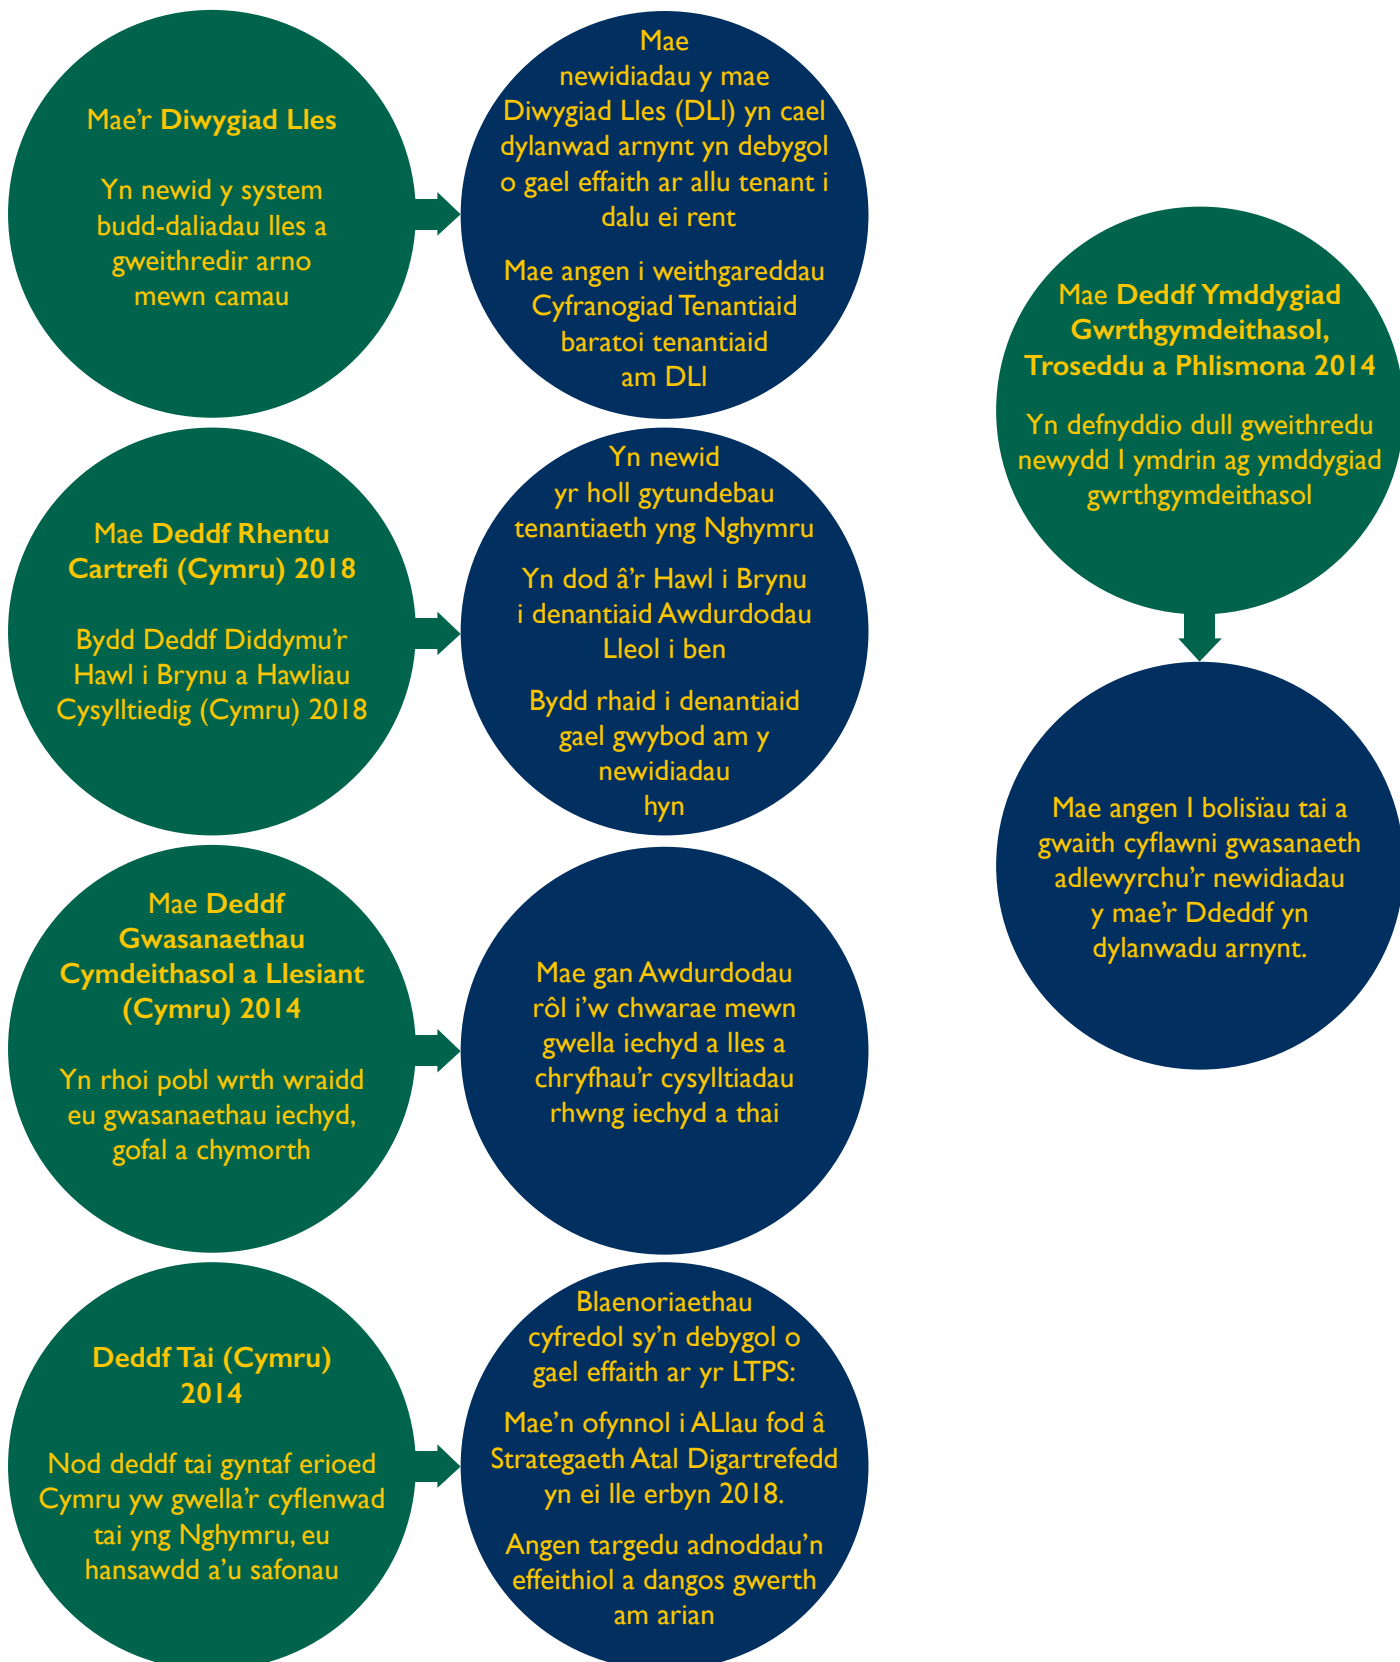 Mae'r Diwygiad Lles
Yn newid y system
budd-daliadau lles a
gweithredir arno
mewn camau
Mae
newidiadau y mae
Diwygiad Lles (DLl) yn cael
dylanwad arnynt yn debygol
o gael effaith ar allu tenant i
dalu ei rent
Mae angen i weithgareddau
Cyfranogiad Tenantiaid
baratoi tenantiaid
am DLl
Mae Deddf Rhentu
Cartrefi (Cymru) 2018
Bydd Deddf Diddymu'r
Hawl i Brynu a Hawliau
Cysylltiedig (Cymru) 2018
Yn newid
yr holl gytundebau
tenantiaeth yng Nghymru
Yn dod â'r Hawl i Brynu
i denantiaid Awdurdodau
Lleol i ben
Bydd rhaid i denantiaid
gael gwybod am y
newidiadau
hyn
Mae Deddf
Gwasanaethau
Cymdeithasol a Llesiant
(Cymru) 2014
Yn rhoi pobl wrth wraidd
eu gwasanaethau iechyd,
gofal a chymorth
Mae gan Awdurdodau
rôl i'w chwarae mewn
gwella iechyd a lles a
chryfhau'r cysylltiadau
rhwng iechyd a thai
Deddf Tai (Cymru)
2014
Nod deddf tai gyntaf erioed
Cymru yw gwella'r cyflenwad
tai yng Nghymru, eu
hansawdd a'u safonau
Blaenoriaethau
cyfredol sy'n debygol o
gael effaith ar yr LTPS:
Mae'n ofynnol i ALlau fod â
Strategaeth Atal Digartrefedd
yn ei lle erbyn 2018.
Angen targedu adnoddau'n
effeithiol a dangos gwerth
am arian
Mae Deddf Ymddygiad
Gwrthgymdeithasol,
Troseddu a Phlismona 2014
Yn defnyddio dull gweithredu
newydd I ymdrin ag ymddygiad
gwrthgymdeithasol
Mae angen I bolisïau tai a
gwaith cyflawni gwasanaeth
adlewyrchu'r newidiadau
y mae'r Ddeddf yn
dylanwadu arnynt.